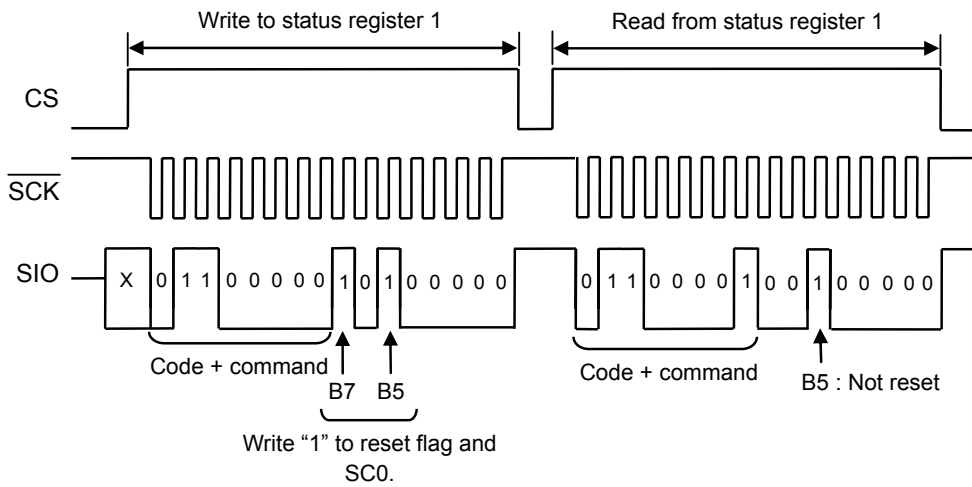 Write to status register 1
Read from status register 1
CS
SCK
SIO
X 0 1 1 0 0 0 0 0 1 0 1 0 0 0 0 0
0 1 1 0 0 0 0 1 0 0 1 0 0 0 0 0
Code + command
B7 B5
Write “1” to reset flag and
SC0.
Code + command
B5 : Not reset